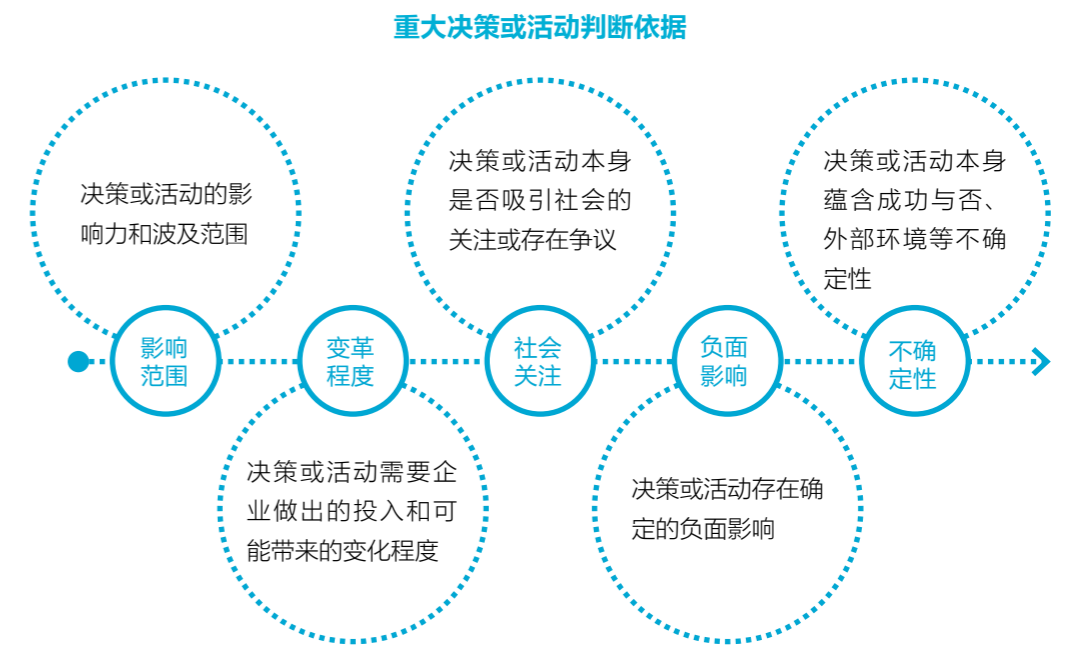 重大决策或活动判断依据
决策或活动的影
响力和波及范围
决策或活动本身
是否吸引社会的
关注或存在争议
决策或活动本身
蕴含成功与否、
外部环境等不确
定性
影响
范围
变革
程度
社会
关注
负面
影响
不确
定性
决策或活动需要企
业做出的投入和可
能带来的变化程度
决策或活动存在确
定的负面影响